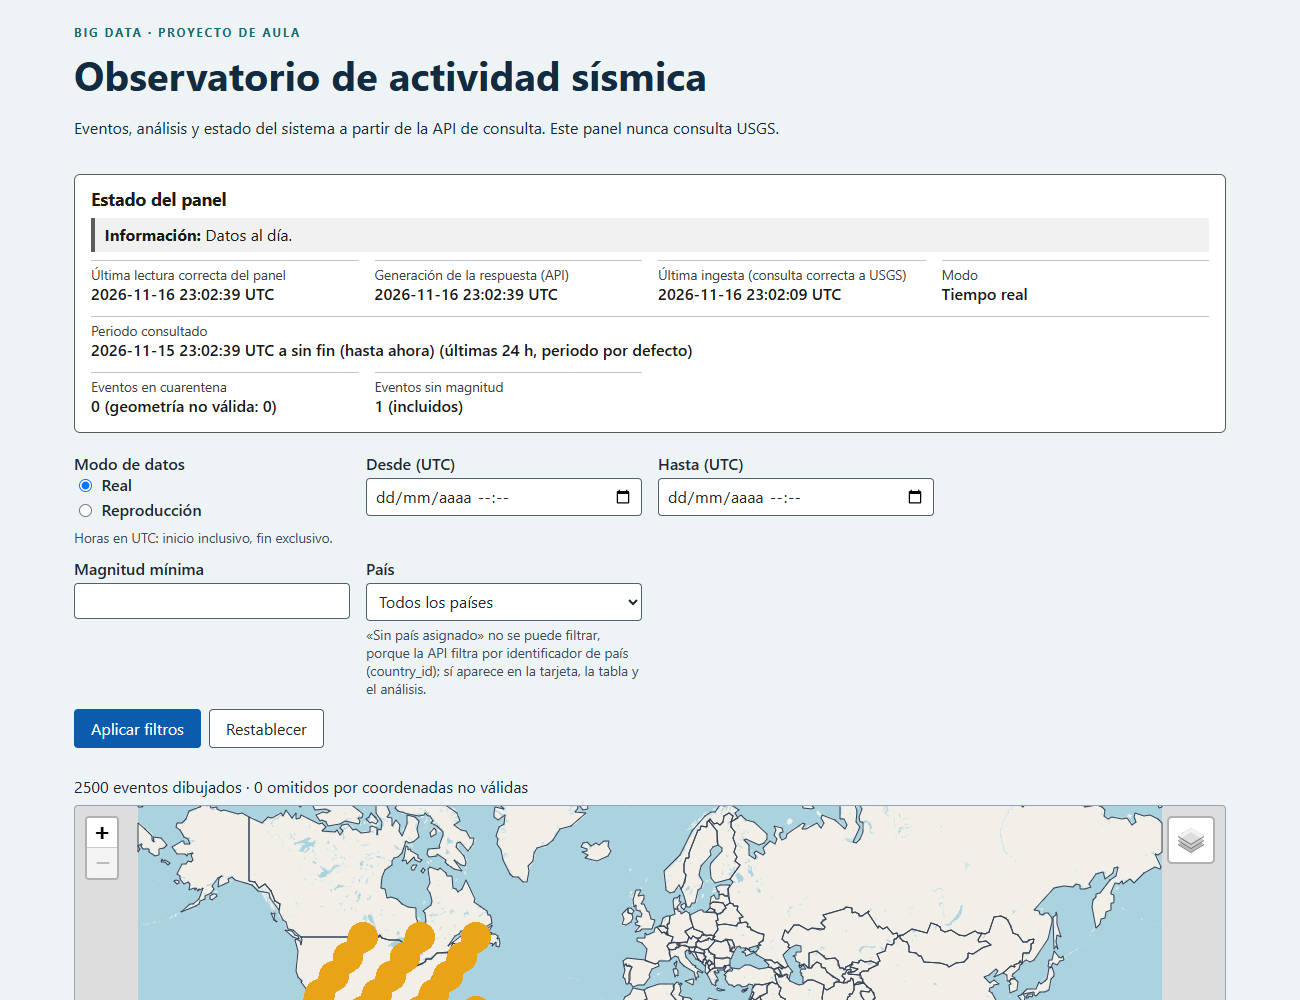 BIG DATA · PROYECTO DE AULA
Observatorio de actividad sísmica
Eventos, análisis y estado del sistema a partir de la API de consulta. Este panel nunca consulta USGS.
Estado del panel
Información: Datos al día.
Última lectura correcta del panel
2026-11-16 23:02:39 UTC
Generación de la respuesta (API)
2026-11-16 23:02:39 UTC
Última ingesta (consulta correcta a USGS)
2026-11-16 23:02:09 UTC
Modo
Tiempo real
Periodo consultado
2026-11-15 23:02:39 UTC a sin fin (hasta ahora) (últimas 24 h, periodo por defecto)
Eventos en cuarentena
0 (geometría no válida: 0)
Eventos sin magnitud
1 (incluidos)
Modo de datos
Real
Reproducción
Horas en UTC: inicio inclusivo, fin exclusivo.
Desde (UTC)
dd/mm/aaaa --:--
Hasta (UTC)
dd/mm/aaaa --:--
Magnitud mínima
País
Todos los países
«Sin país asignado» no se puede filtrar,
porque la API filtra por identificador de país
(country_id); sí aparece en la tarjeta, la tabla y
el análisis.
Aplicar filtros
Restablecer
2500 eventos dibujados · 0 omitidos por coordenadas no válidas
+
−